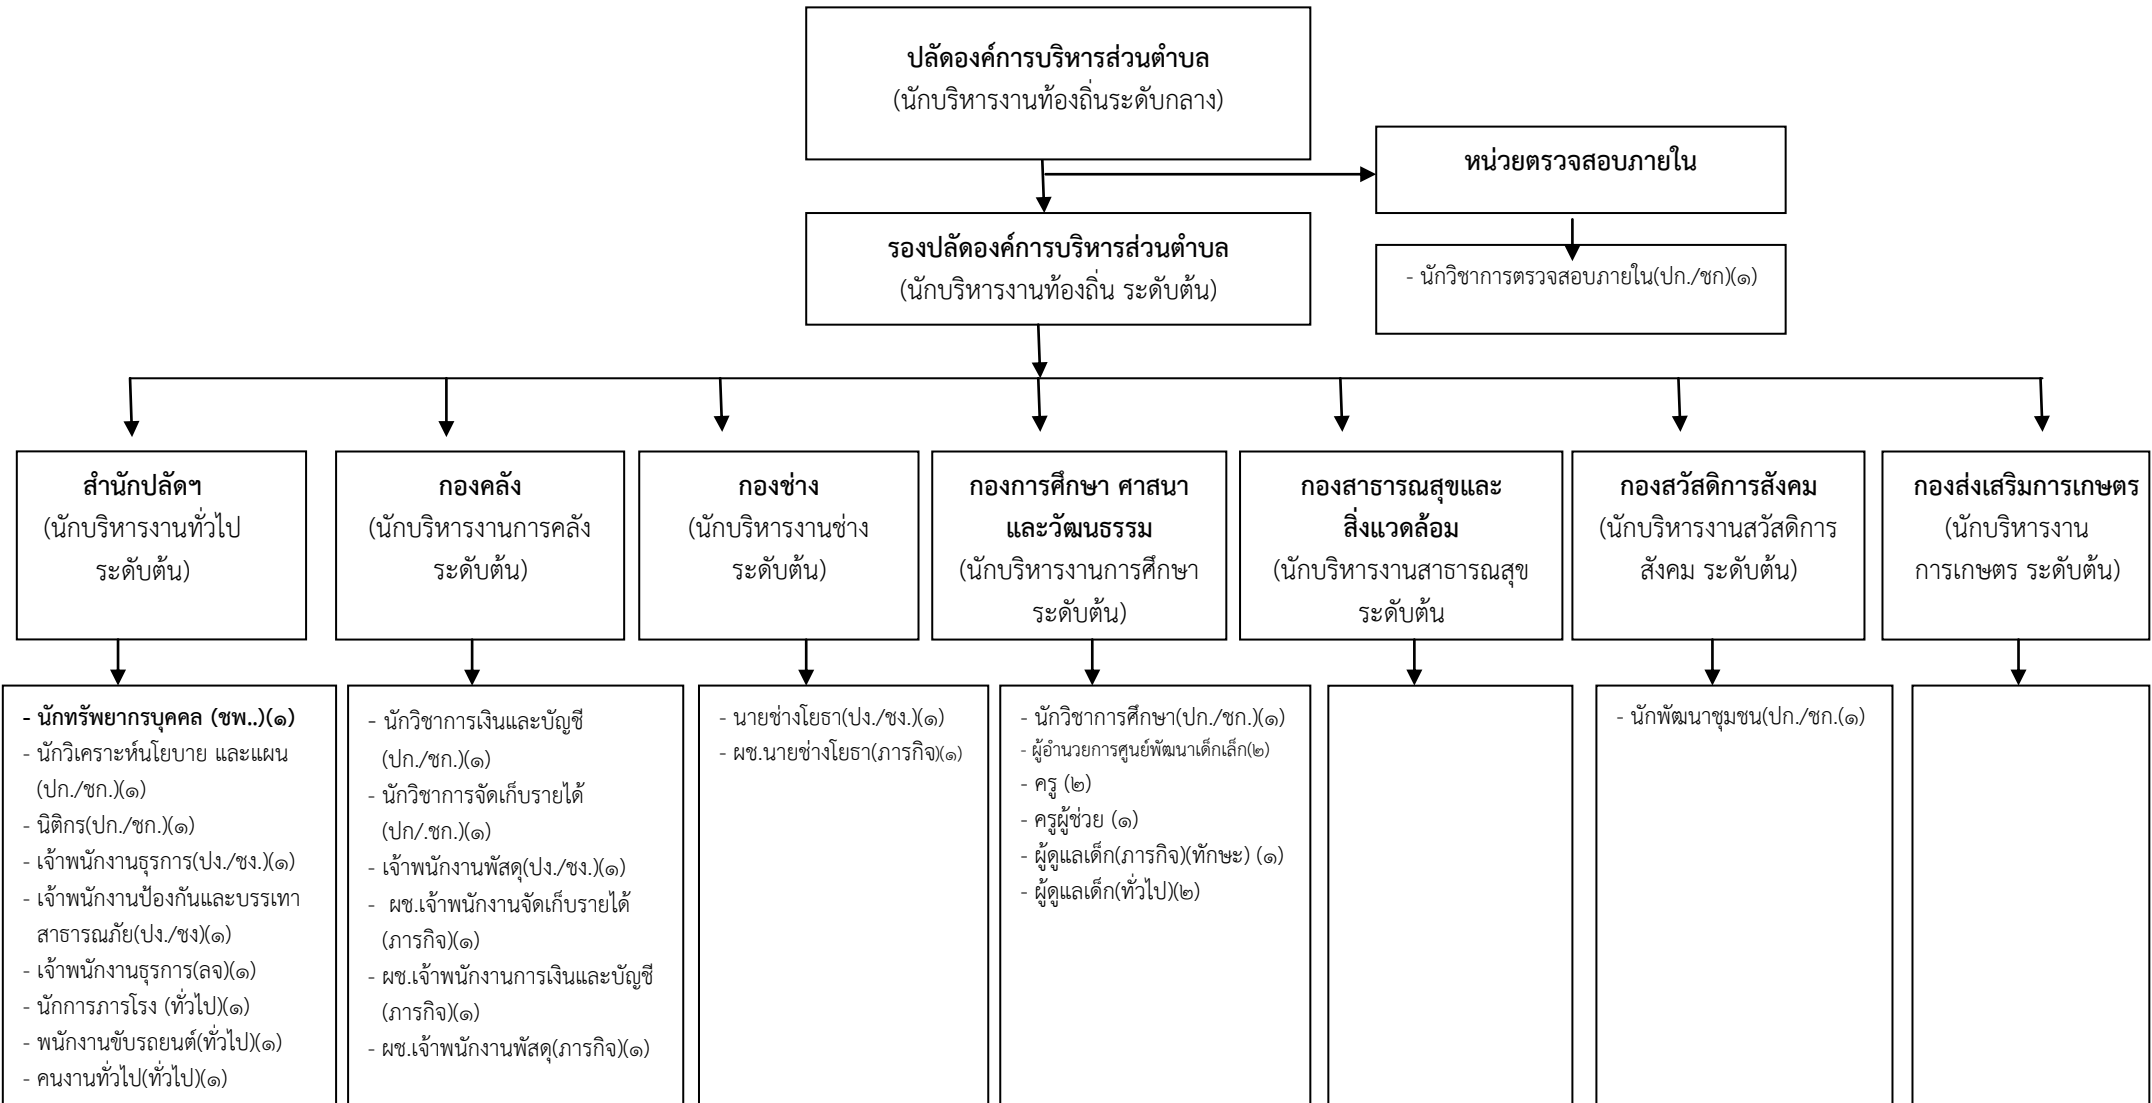 ปลัดองค์การบริหารส่วนตำบล
(นักบริหารงานท้องถิ่นระดับกลาง)
หน่วยตรวจสอบภายใน
รองปลัดองค์การบริหารส่วนตำบล
(นักบริหารงานท้องถิ่น ระดับต้น)
- นักวิชาการตรวจสอบภายใน(ปก./ชก)(๑)
สำนักปลัดฯ
(นักบริหารงานทั่วไป
ระดับต้น)
กองคลัง
(นักบริหารงานการคลัง
ระดับต้น)
กองช่าง
(นักบริหารงานช่าง
ระดับต้น)
กองการศึกษา ศาสนา
และวัฒนธรรม
(นักบริหารงานการศึกษา
ระดับต้น)
กองสาธารณสุขและ
สิ่งแวดล้อม
(นักบริหารงานสาธารณสุข
ระดับต้น
กองสวัสดิการสังคม
(นักบริหารงานสวัสดิการ
สังคม ระดับต้น)
กองส่งเสริมการเกษตร
(นักบริหารงาน
การเกษตร ระดับต้น)
- นักทรัพยากรบุคคล (ชพ..)(๑)
- นักวิเคราะห์นโยบาย และแผน
(ปก./ชก.)(๑)
- นิติกร(ปก./ชก.)(๑)
- เจ้าพนักงานธุรการ(ปง./ชง.)(๑)
- เจ้าพนักงานป้องกันและบรรเทา
สาธารณภัย(ปง./ชง)(๑)
- เจ้าพนักงานธุรการ(ลจ)(๑)
- นักการภารโรง (ทั่วไป)(๑)
- พนักงานขับรถยนต์(ทั่วไป)(๑)
- คนงานทั่วไป(ทั่วไป)(๑)
- นักวิชาการเงินและบัญชี
(ปก./ชก.)(๑)
- นักวิชาการจัดเก็บรายได้
(ปก/.ชก.)(๑)
- เจ้าพนักงานพัสดุ(ปง./ชง.)(๑)
- ผช.เจ้าพนักงานจัดเก็บรายได้
(ภารกิจ)(๑)
- ผช.เจ้าพนักงานการเงินและบัญชี
(ภารกิจ)(๑)
- ผช.เจ้าพนักงานพัสดุ(ภารกิจ)(๑)
- นายช่างโยธา(ปง./ชง.)(๑)
- ผช.นายช่างโยธา(ภารกิจ)(๑)
- นักวิชาการศึกษา(ปก./ชก.)(๑)
- ผู้อำนวยการศูนย์พัฒนาเด็กเล็ก(๒)
- ครู (๒)
- ครูผู้ช่วย (๑)
- ผู้ดูแลเด็ก(ภารกิจ)(ทักษะ) (๑)
- ผู้ดูแลเด็ก(ทั่วไป)(๒)
- นักพัฒนาชุมชน(ปก./ชก.(๑)